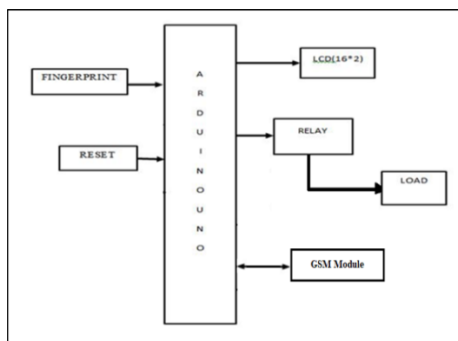 FINGERPRINT
RESET
A
R
D
U
I
N
O
U
N
O
LCD(16*2)
RELAY
LOAD
GSM Module